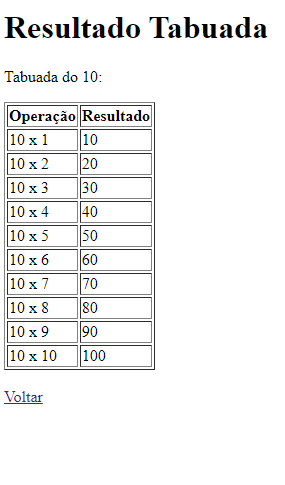 Resultado Tabuada
Tabuada do 10:
Operação Resultado
10 x 1 10
10 x 2 20
10 x 3 30
10 x 4 40
10 x 5 50
10 x 6 60
10 x 7 70
10 x 8 80
10 x 9 90
10 x 10 100
Voltar